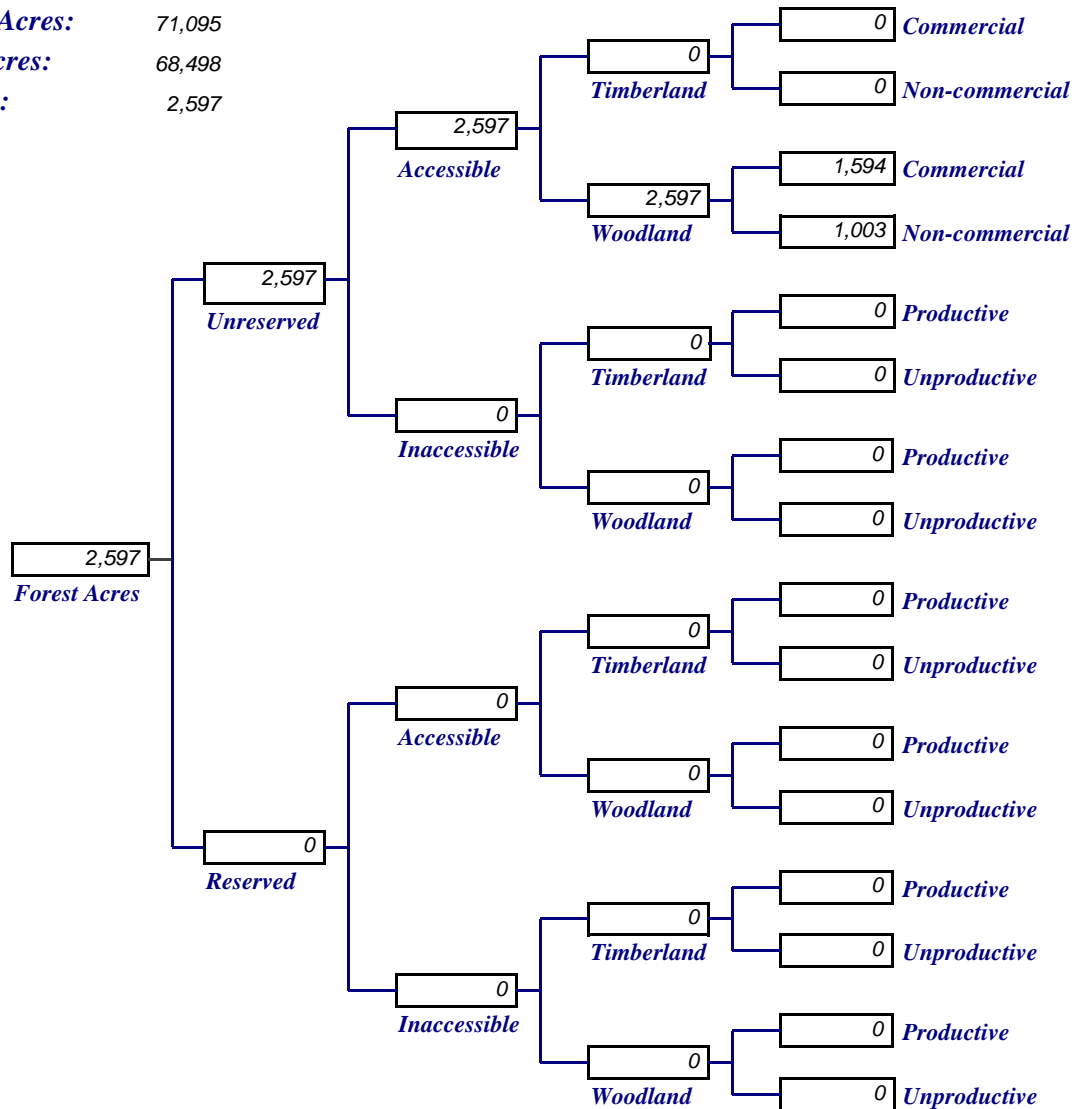 Acres: 71,095
cres: 68,498
: 2,597
0 Commercial
0
Timberland
0 Non-commercial
2,597
Accessible
1,594 Commercial
2,597
Woodland
1,003 Non-commercial
2,597
Unreserved
0 Productive
0
Timberland
0 Unproductive
0
Inaccessible
0 Productive
0
Woodland
0 Unproductive
2,597
Forest Acres
0 Productive
0
Timberland
0 Unproductive
0
Accessible
0 Productive
0
Woodland
0 Unproductive
0
Reserved
0 Productive
0
Timberland
0 Unproductive
0
Inaccessible
0 Productive
0
Woodland
0 Unproductive